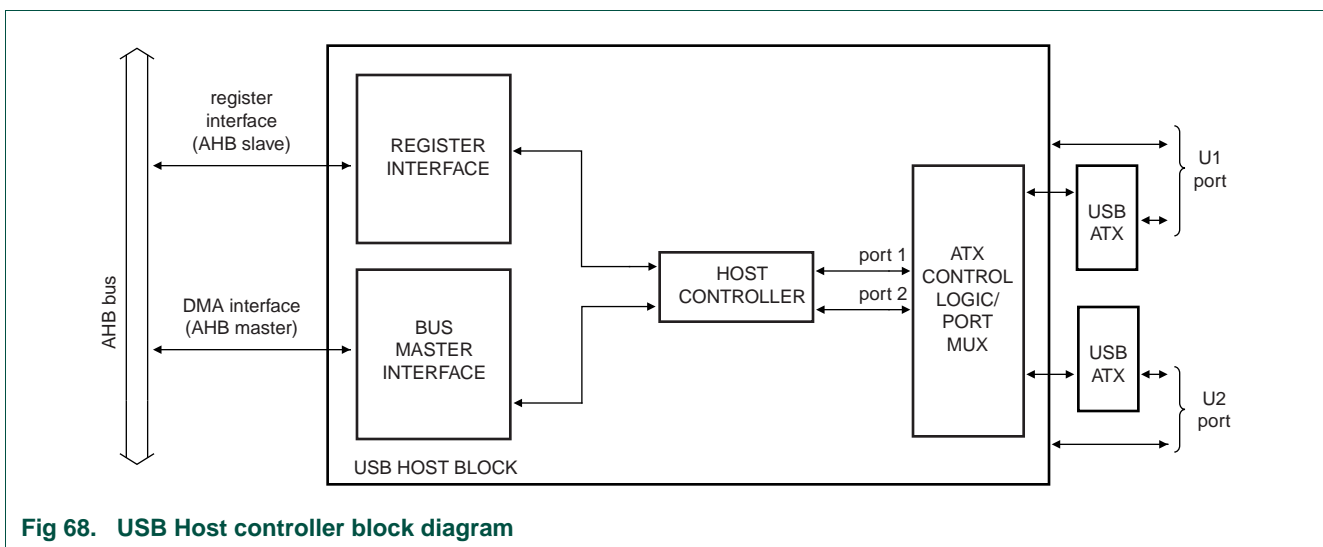 register
interface
(AHB slave)
REGISTER
INTERFACE
AHB bus
DMA interface
(AHB master)
BUS
MASTER
INTERFACE
USB HOST BLOCK
HOST
CONTROLLER
port 1
port 2
ATX
CONTROL
LOGIC/
PORT
MUX
USB
ATX
U1
port
USB
ATX
U2
port
Fig 68. USB Host controller block diagram